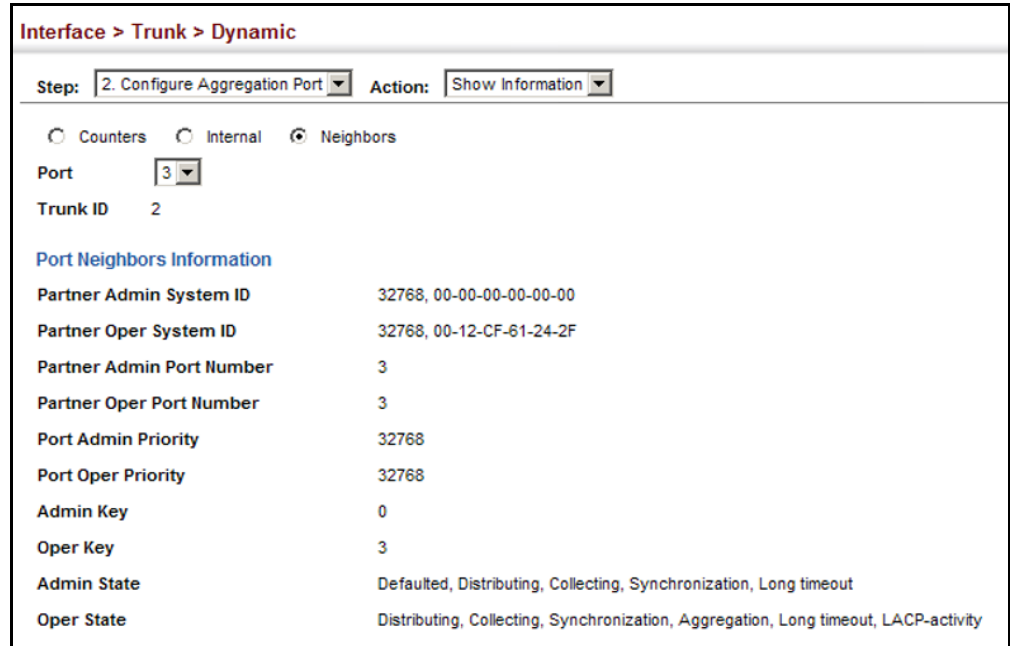 Interface > Trunk > Dynamic
Step: 2. Configure Aggregation Port Action: Show Information
Counters Internal Neighbors
Port 3
Trunk ID 2
Port Neighbors Information
Partner Admin System ID 32768, 00-00-00-00-00-00
Partner Oper System ID 32768, 00-12-CF-61-24-2F
Partner Admin Port Number 3
Partner Oper Port Number 3
Port Admin Priority 32768
Port Oper Priority 32768
Admin Key 0
Oper Key 3
Admin State Defaulted, Distributing, Collecting, Synchronization, Long timeout
Oper State Distributing, Collecting, Synchronization, Aggregation, Long timeout, LACP-activity